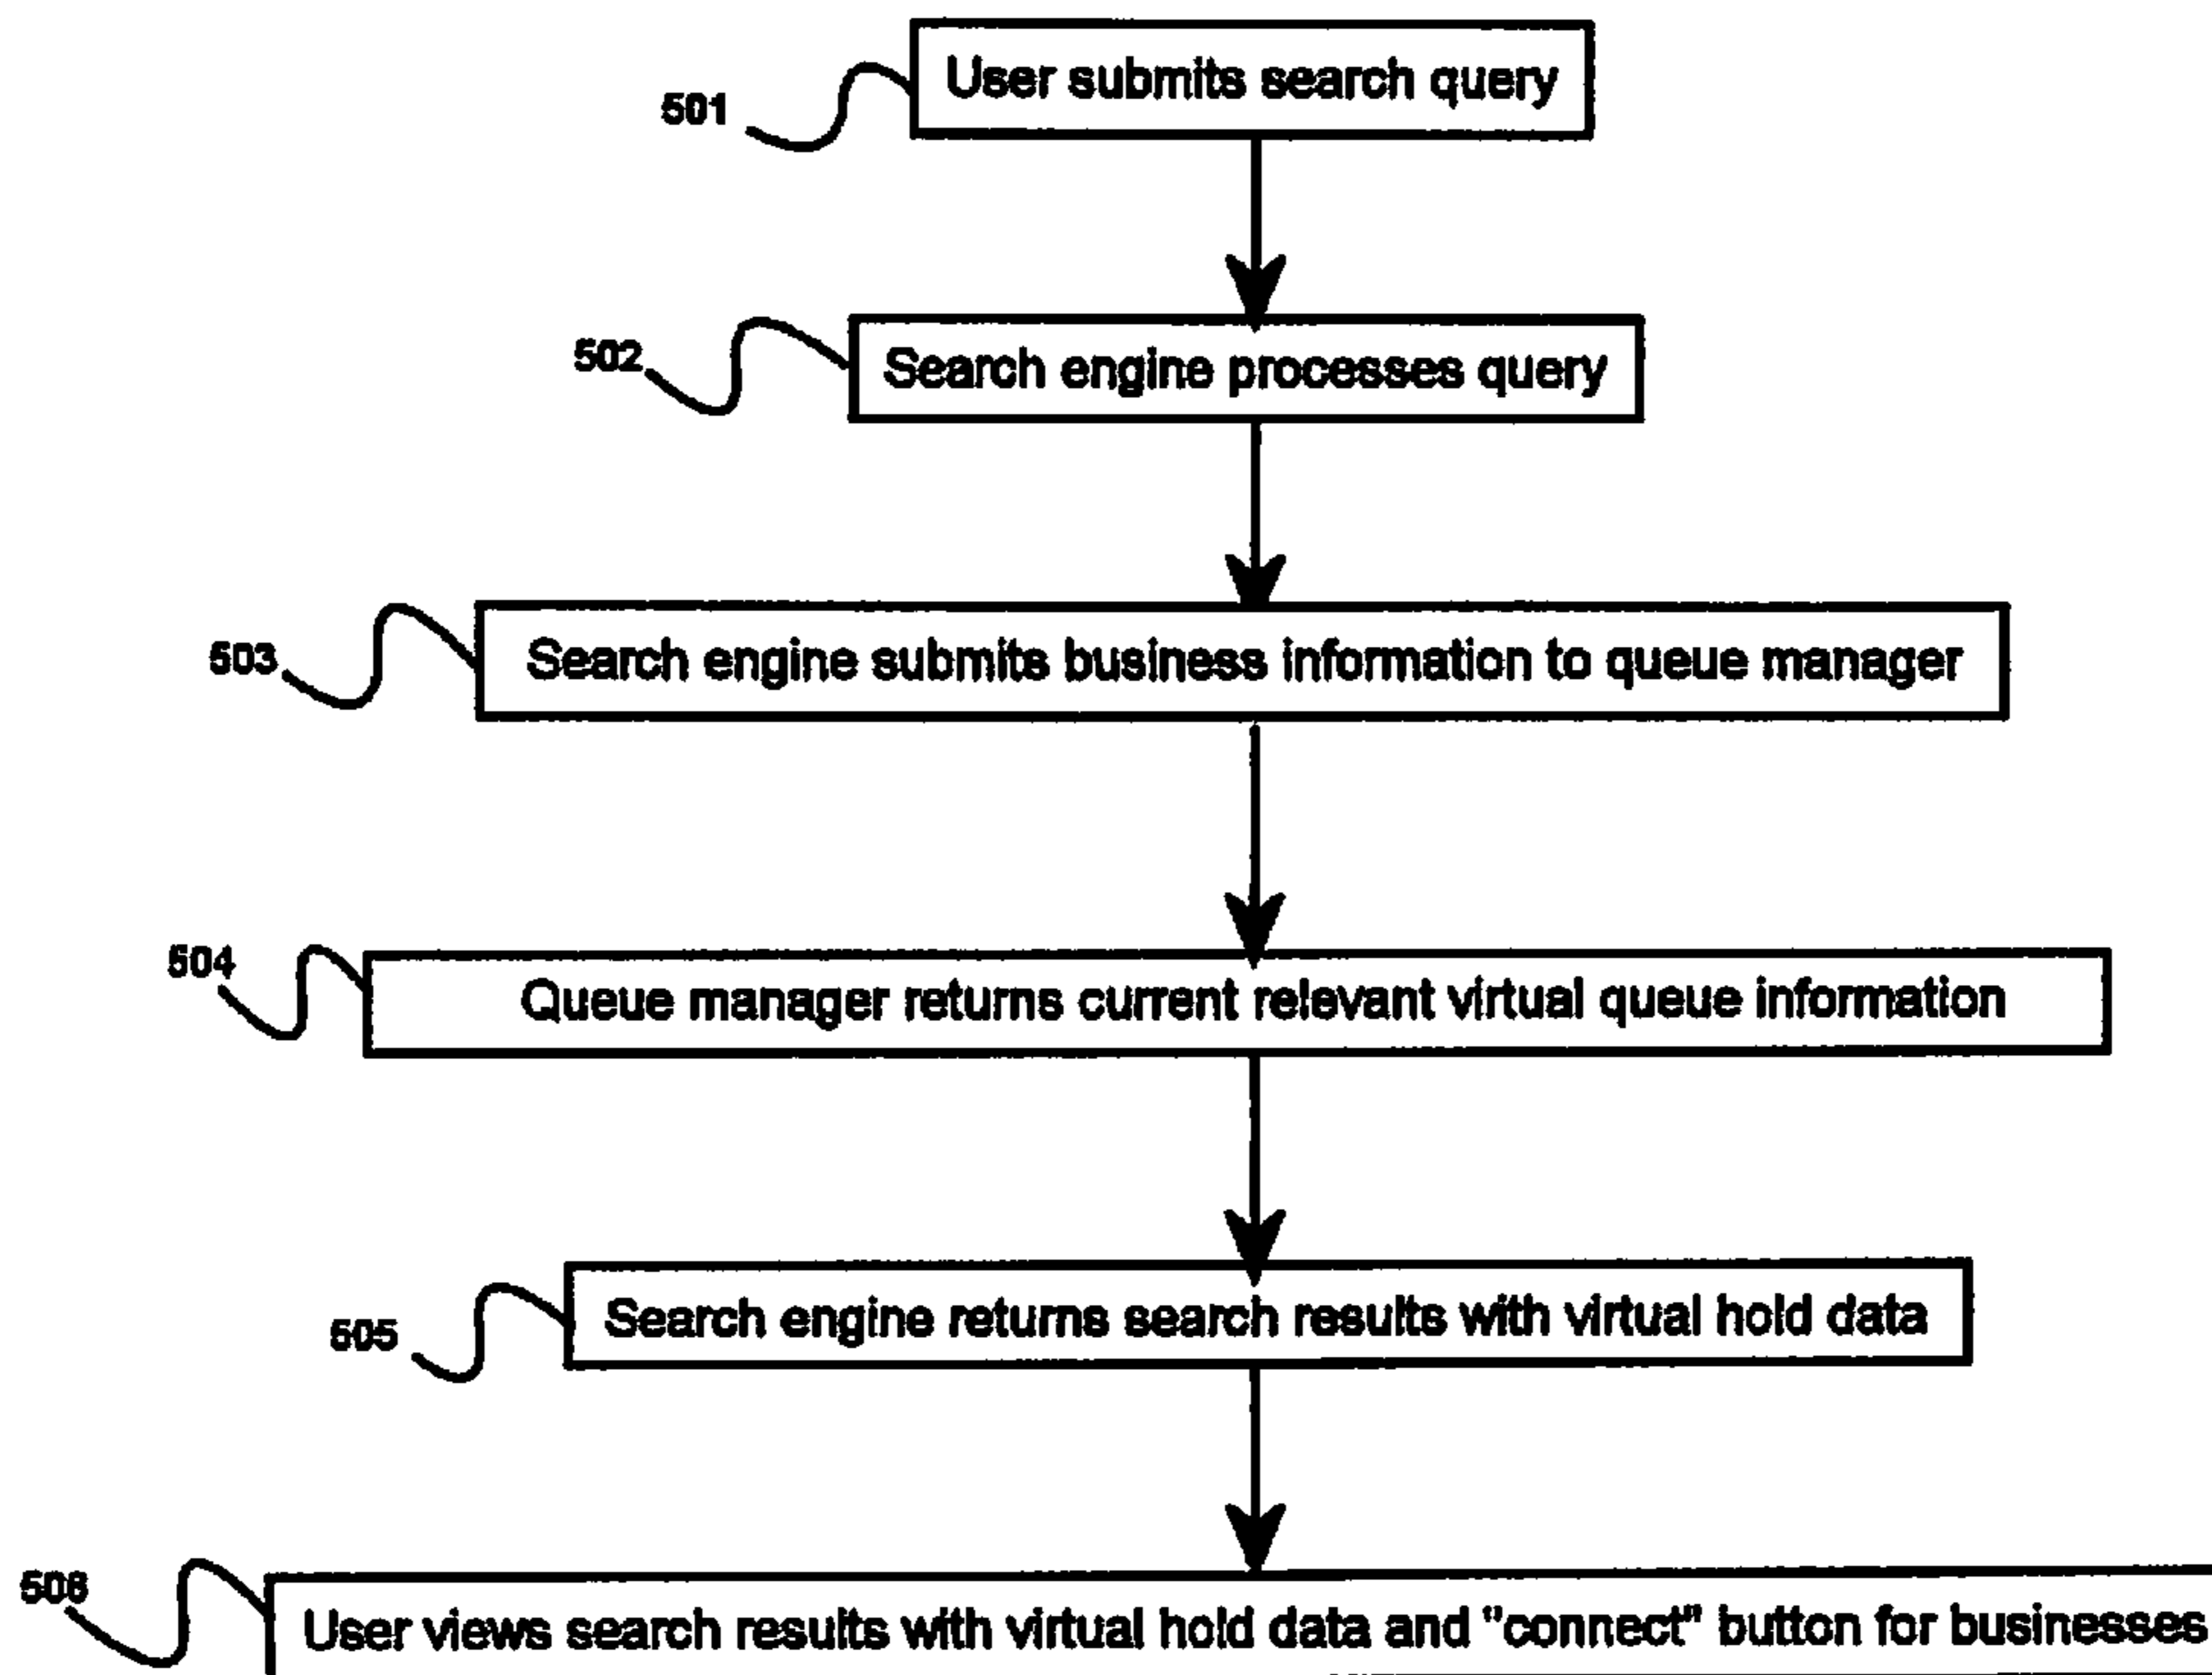 User submits search query
501
Search engine processes query
502
Search engine submits business information to queue manager
503
Queue manager returns current relevant virtual queue information
504
Search engine returns search results with virtual hold data
505
User views search results with virtual hold data and "connect" button for businesses
506